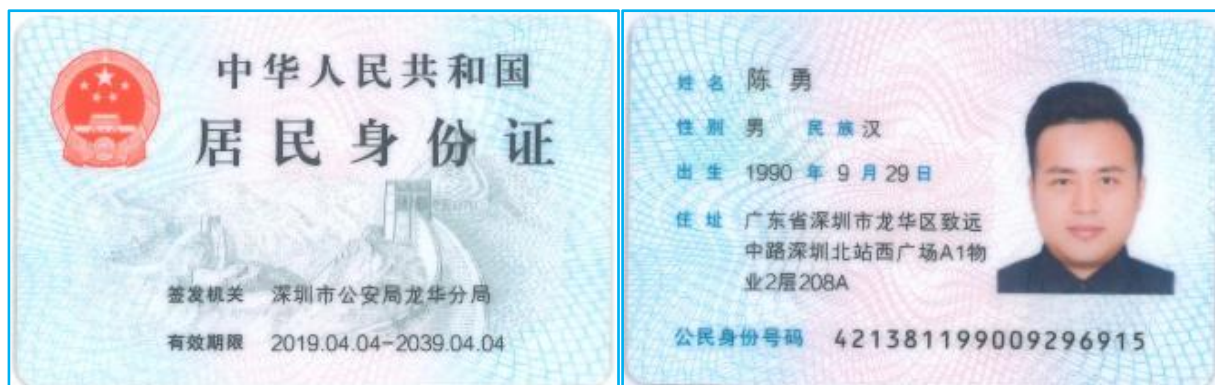 中华人民共和国
居民身份证
签发机关 深圳市公安局龙华分局
有效期限 2019.04.04-2039.04.04
姓名 陈勇
性别 男 民族 汉
出生 1990 年 9 月 29 日
住址 广东省深圳市龙华区致远
中路深圳北站西广场A1物
业2层208A
公民身份号码 421381199009296915